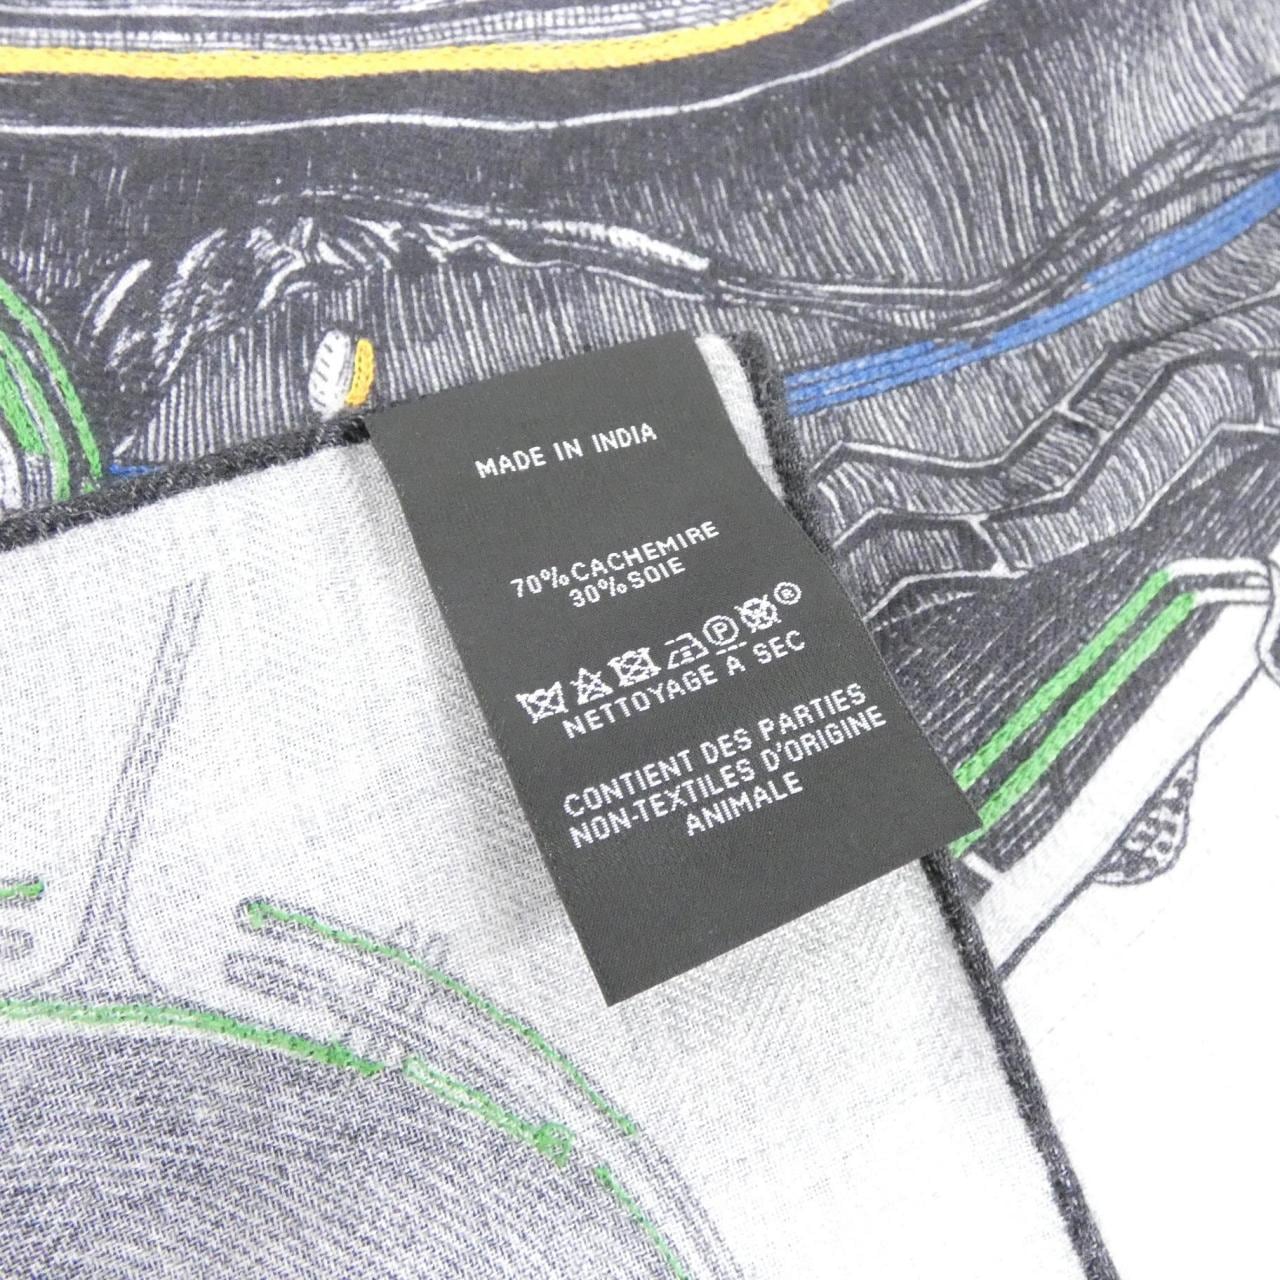 MADE IN INDIA
70%CACHEMIRE
30%SOIE
P ®
NETTOYAGE A SEC
CONTIENT DES PARTIES
NON-TEXTILES D'ORIGINE
ANIMALE